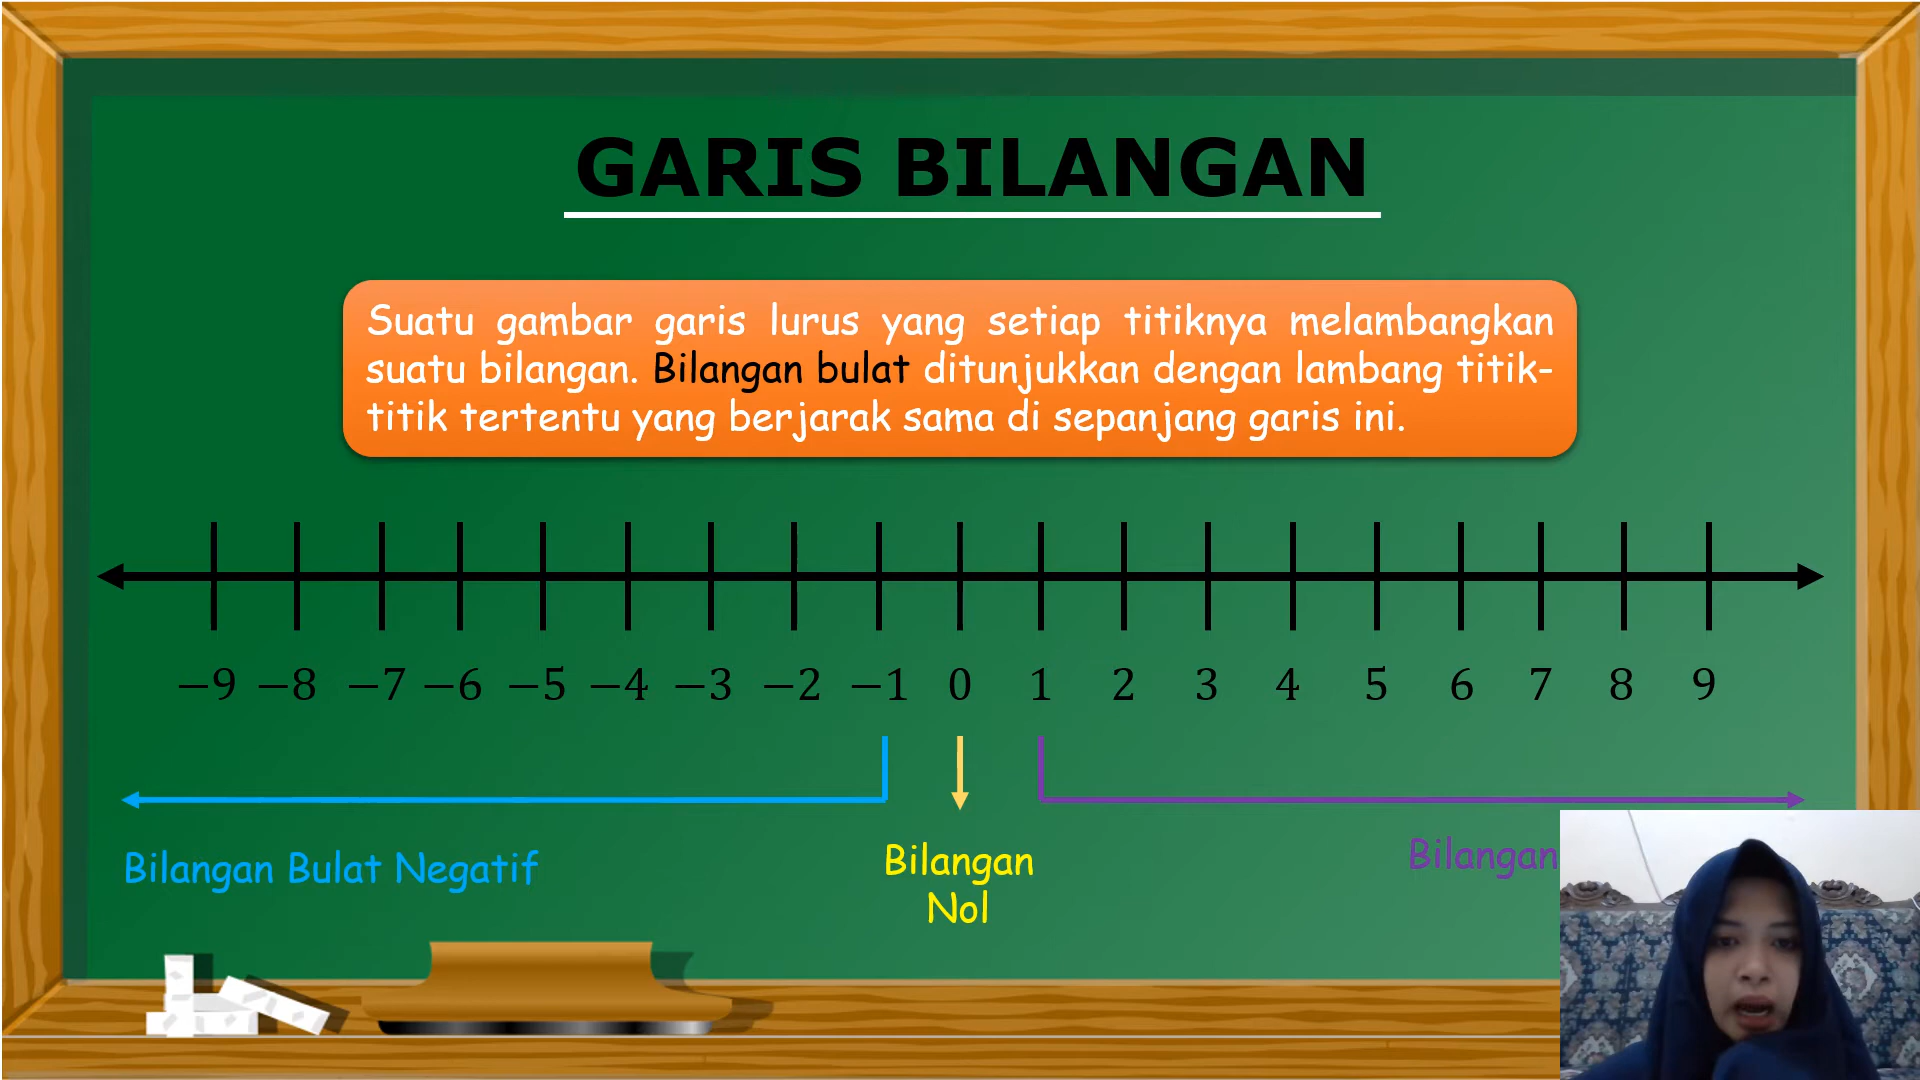 GARIS BILANGAN
Suatu gambar garis lurus yang setiap titiknya melambangkan
suatu bilangan. Bilangan bulat ditunjukkan dengan lambang titik-
titik tertentu yang berjarak sama di sepanjang garis ini.
−9 −8 −7 −6 −5 −4 −3 −2 −1 0 1 2 3 4 5 6 7 8 9
Bilangan Bulat Negatif
Bilangan
Nol
Bilangan